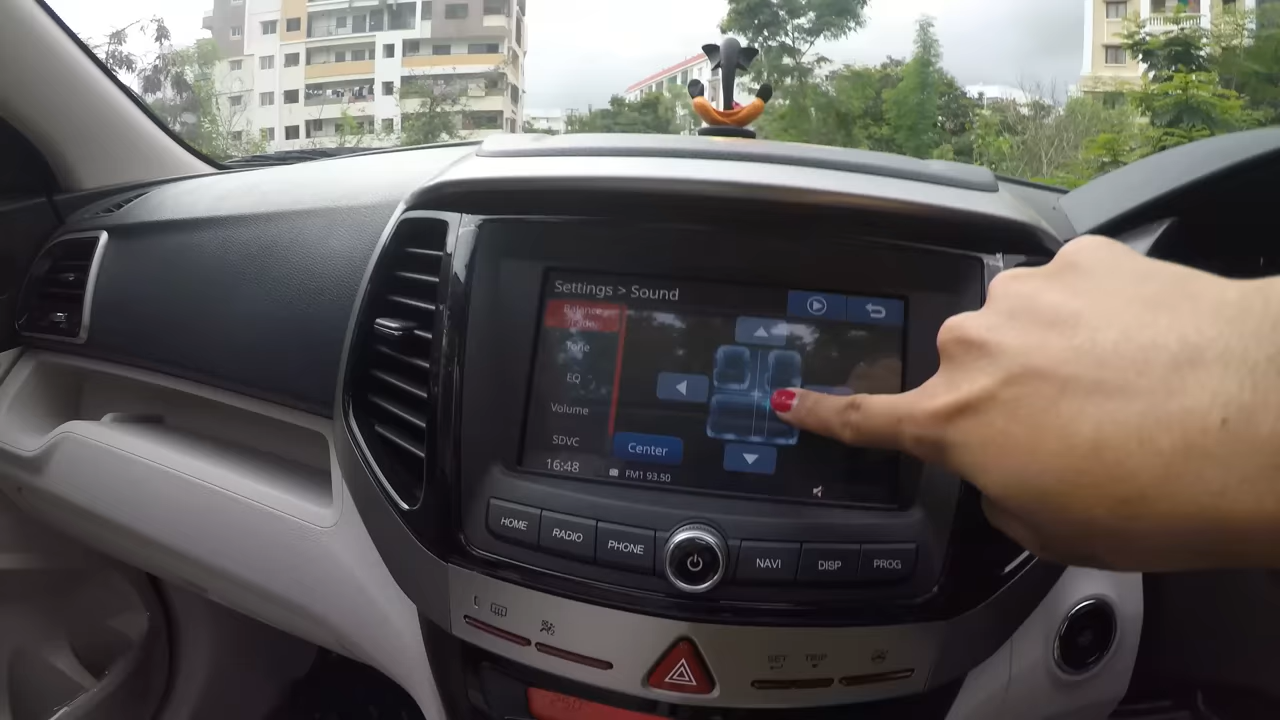 Settings > Sound
Balance
Tone
EQ
Volume
SDVC
Center
16:48
FM1 93.50
HOME
RADIO
PHONE
NAVI
DISP
PROG
SET
TRIP